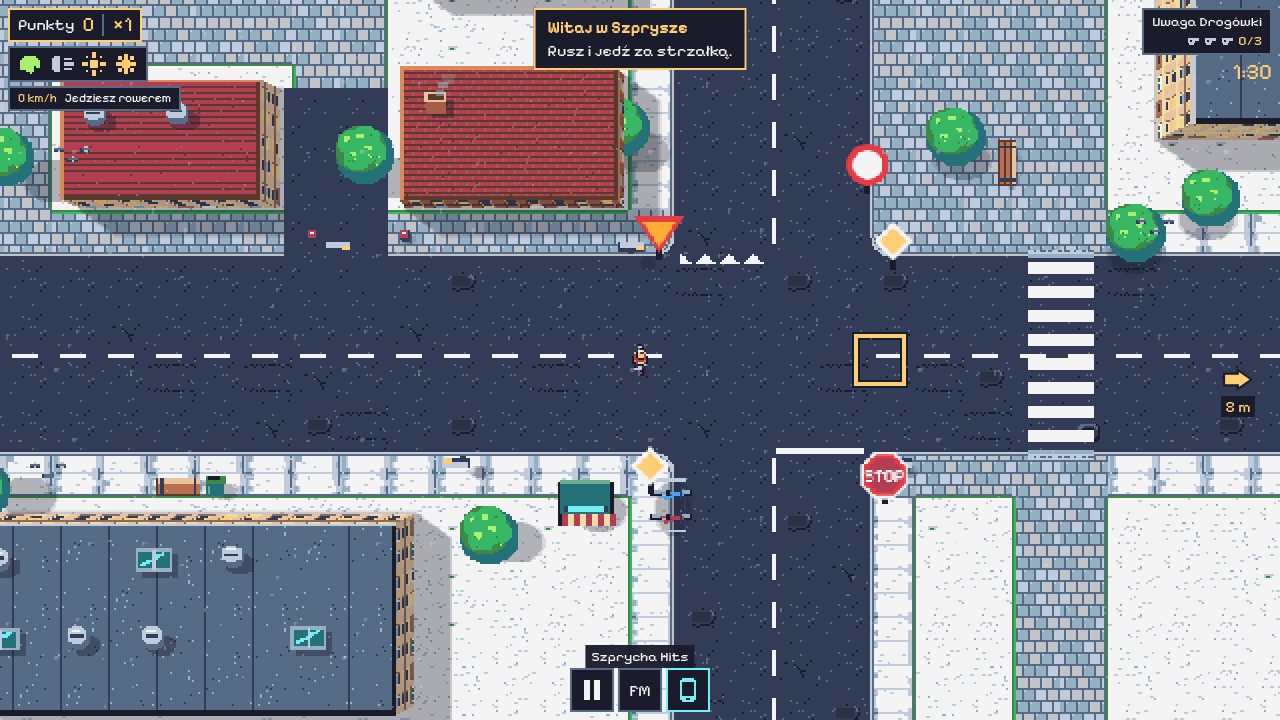 Punkty 0 ×1
0 km/h Jedziesz rowerem
Witaj w Szprysze
Rusz i jedź za strzałką.
Uwaga Drogówki
0/3
1:30
8 m
STOP
Szprycha Hits
FM